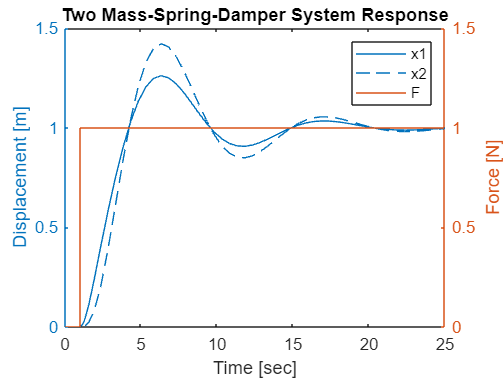 Two Mass-Spring-Damper System Response
1.5
1
0.5
0
Displacement [m]
1.5
1
0.5
0
Force [N]
x1
x2
F
0
5
10
15
20
25
Time [sec]